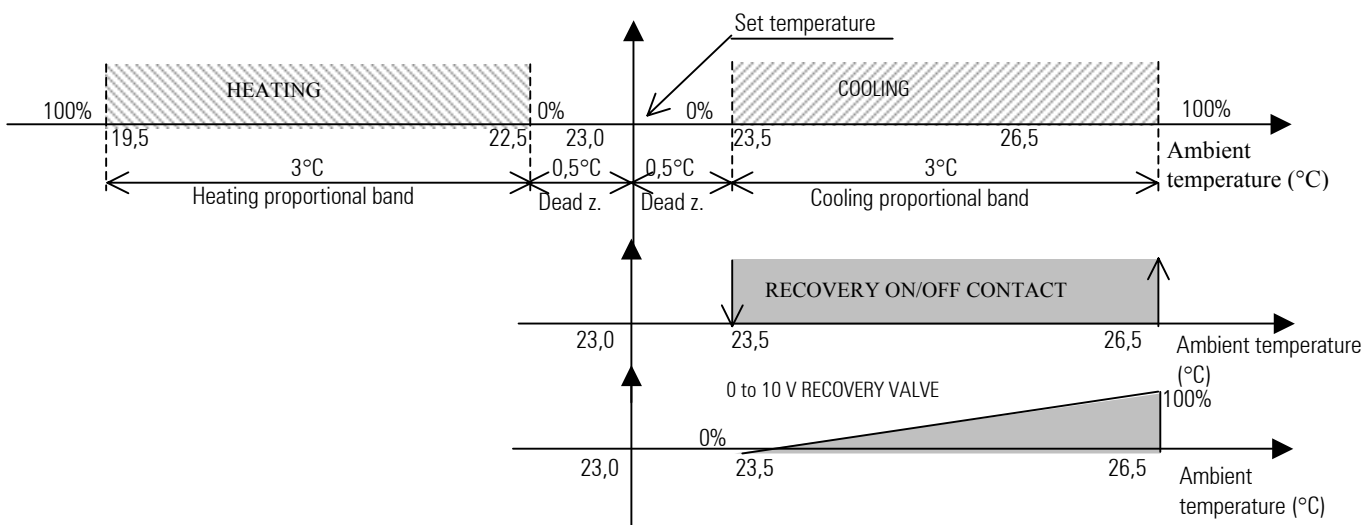 Set temperature
HEATING
COOLING
100%
0%
0%
100%
19,5
22,5
23,0
23,5
26,5
Ambient
temperature (°C)
3°C
0,5°C
0,5°C
3°C
Heating proportional band
Dead z.
Dead z.
Cooling proportional band
RECOVERY ON/OFF CONTACT
23,0
23,5
26,5
Ambient temperature
(°C)
0 to 10 V RECOVERY VALVE
100%
0%
23,0
23,5
26,5
Ambient
temperature (°C)